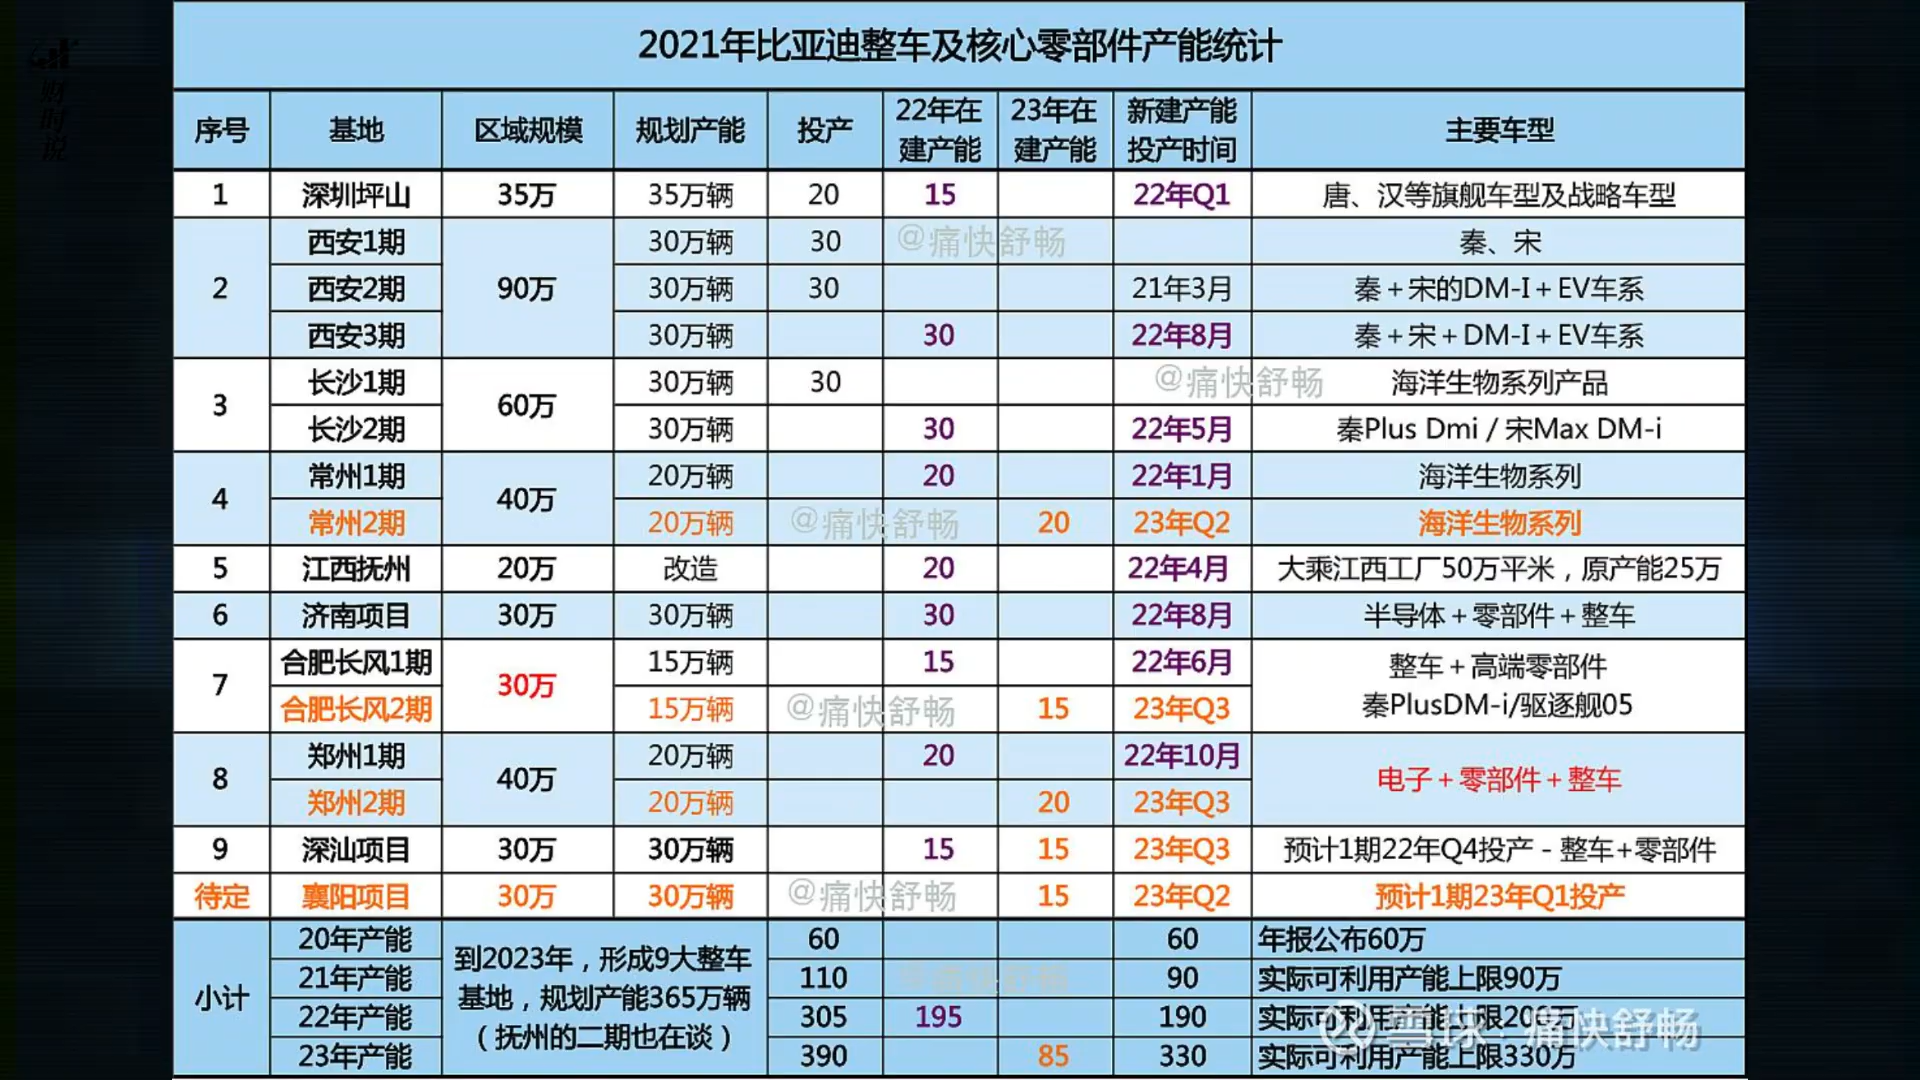 财时说
2021年比亚迪整车及核心零部件产能统计
序号 基地 区域规模 规划产能 投产 22年在建产能 23年在建产能 新建产能投产时间 主要车型
1 深圳坪山 35万 35万辆 20 15 22年Q1 唐、汉等旗舰车型及战略车型
2 西安1期 90万 30万辆 30 秦、宋
西安2期 30万辆 30 21年3月 秦+宋的DM-I+EV车系
西安3期 30万辆 30 22年8月 秦+宋+DM-I+EV车系
3 长沙1期 60万 30万辆 30 海洋生物系列产品
长沙2期 30万辆 30 22年5月 秦Plus Dmi / 宋Max DM-i
4 常州1期 40万 20万辆 20 22年1月 海洋生物系列
常州2期 20万辆 20 23年Q2 海洋生物系列
5 江西抚州 20万 改造 20 22年4月 大乘江西工厂50万平米，原产能25万
6 济南项目 30万 30万辆 30 22年8月 半导体+零部件+整车
7 合肥长风1期 30万 15万辆 15 22年6月 整车+高端零部件
合肥长风2期 15万辆 15 23年Q3 秦PlusDM-i/驱逐舰05
8 郑州1期 40万 20万辆 20 22年10月 电子+零部件+整车
郑州2期 20万辆 20 23年Q3
9 深汕项目 30万 30万辆 15 15 23年Q3 预计1期22年Q4投产 - 整车+零部件
待定 襄阳项目 30万 30万辆 15 23年Q2 预计1期23年Q1投产
小计 20年产能 60 60 年报公布60万
21年产能 110 90 实际可利用产能上限90万
22年产能 305 195 190 实际可利用产能上限20万
23年产能 390 85 330 实际可利用产能上限330万
到2023年，形成9大整车
基地，规划产能365万辆
（抚州的二期也在谈）
@痛快舒畅
@痛快舒畅
@痛快舒畅
@痛快舒畅
@痛快舒畅
雪球：痛快舒畅